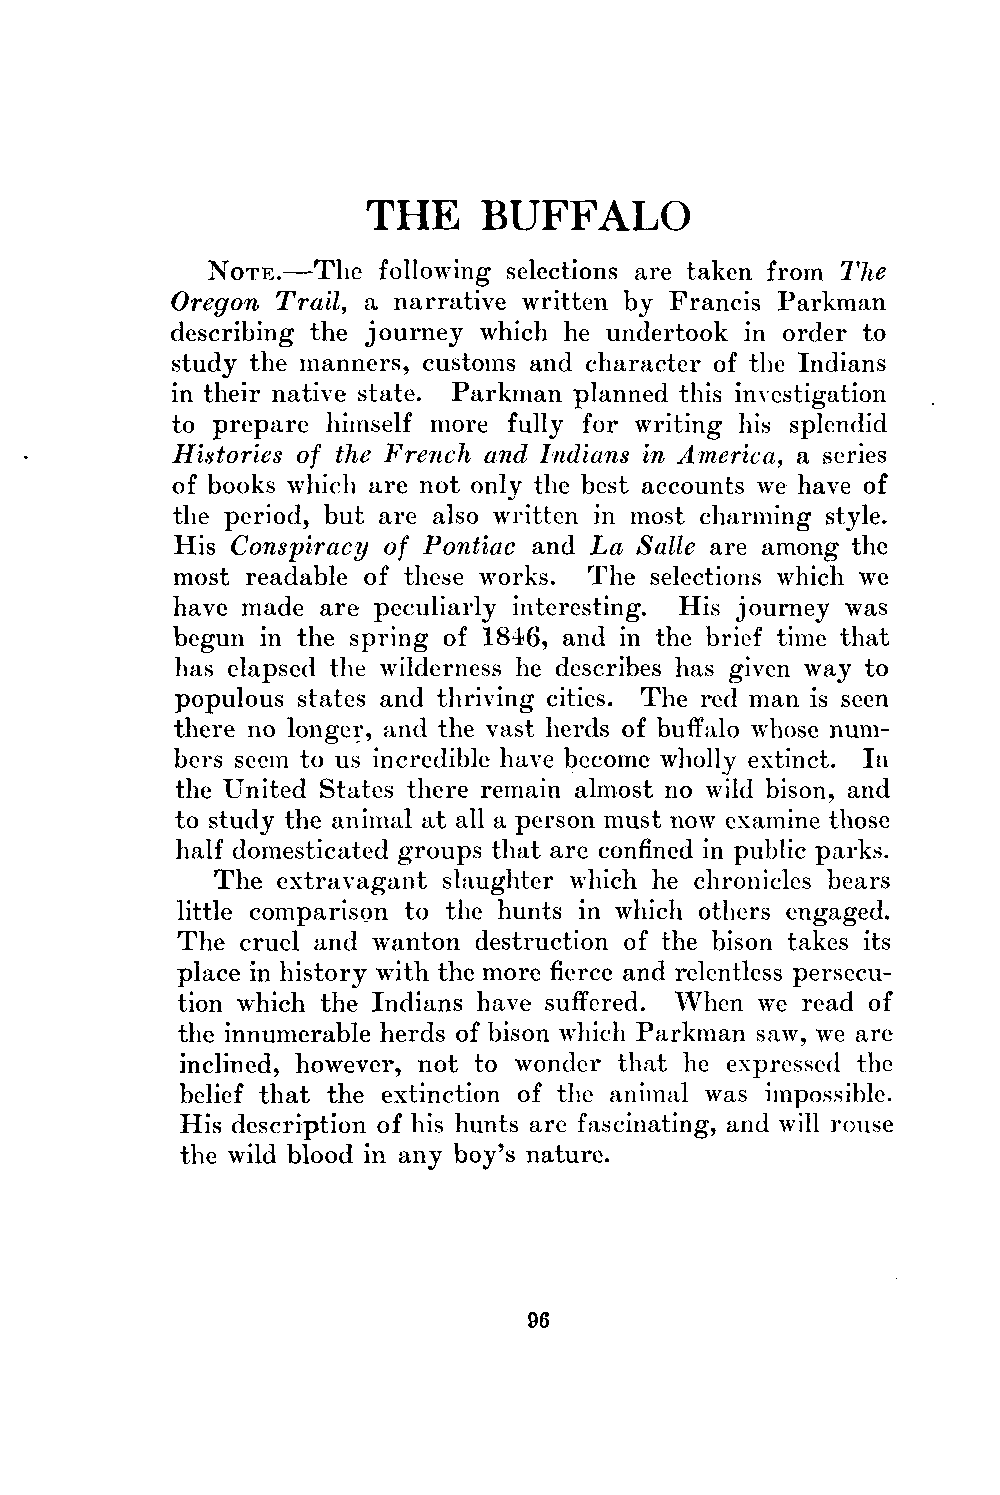 THE BUFFALO
NOTE.—The following selections are taken from The
Oregon Trail, a narrative written by Francis Parkman
describing the journey which he undertook in order to
study the manners, customs and character of the Indians
in their native state. Parkman planned this investigation
to prepare himself more fully for writing his splendid
Histories of the French and Indians in America, a series
of books which are not only the best accounts we have of
the period, but are also written in most charming style.
His Conspiracy of Pontiac and La Salle are among the
most readable of these works. The selections which we
have made are peculiarly interesting. His journey was
begun in the spring of 1846, and in the brief time that
has elapsed the wilderness he describes has given way to
populous states and thriving cities. The red man is seen
there no longer, and the vast herds of buffalo whose num-
bers seem to us incredible have become wholly extinct. In
the United States there remain almost no wild bison, and
to study the animal at all a person must now examine those
half domesticated groups that are confined in public parks.
The extravagant slaughter which he chronicles bears
little comparison to the hunts in which others engaged.
The cruel and wanton destruction of the bison takes its
place in history with the more fierce and relentless persecu-
tion which the Indians have suffered. When we read of
the innumerable herds of bison which Parkman saw, we are
inclined, however, not to wonder that he expressed the
belief that the extinction of the animal was impossible.
His description of his hunts are fascinating, and will rouse
the wild blood in any boy's nature.
96